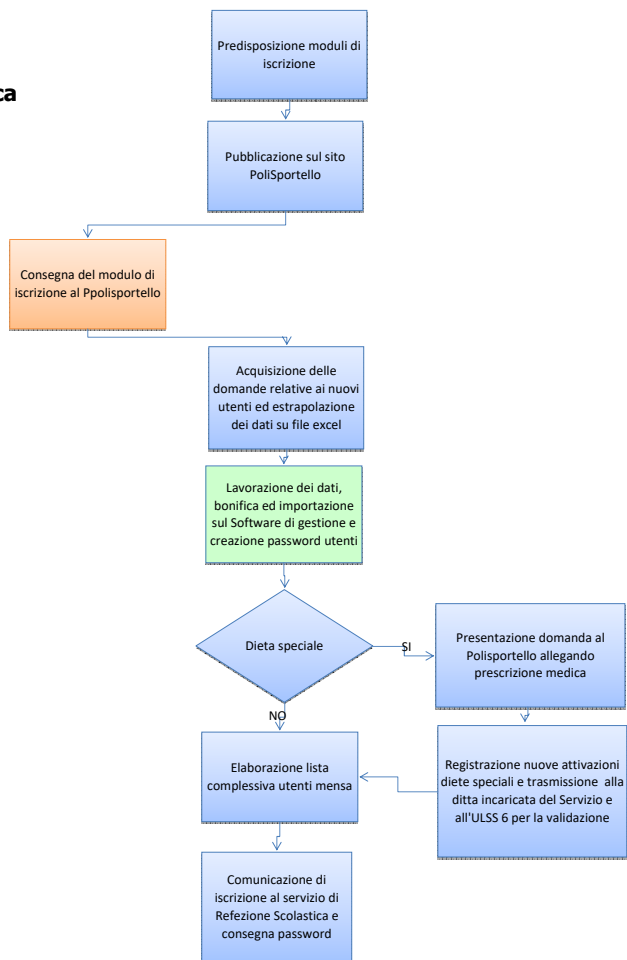 Predisposizione moduli di
iscrizione
ca
Pubblicazione sul sito
PoliSportello
Consegna del modulo di
iscrizione al Ppolisportello
Acquisizione delle
domande relative ai nuovi
utenti ed estrapolazione
dei dati su file excel
Lavorazione dei dati,
bonifica ed importazione
sul Software di gestione e
creazione password utenti
Dieta speciale
SI
Presentazione domanda al
Polisportello allegando
prescrizione medica
NO
Registrazione nuove attivazioni
diete speciali e trasmissione alla
ditta incaricata del Servizio e
all'ULSS 6 per la validazione
Elaborazione lista
complessiva utenti mensa
Comunicazione di
iscrizione al servizio di
Refezione Scolastica e
consegna password